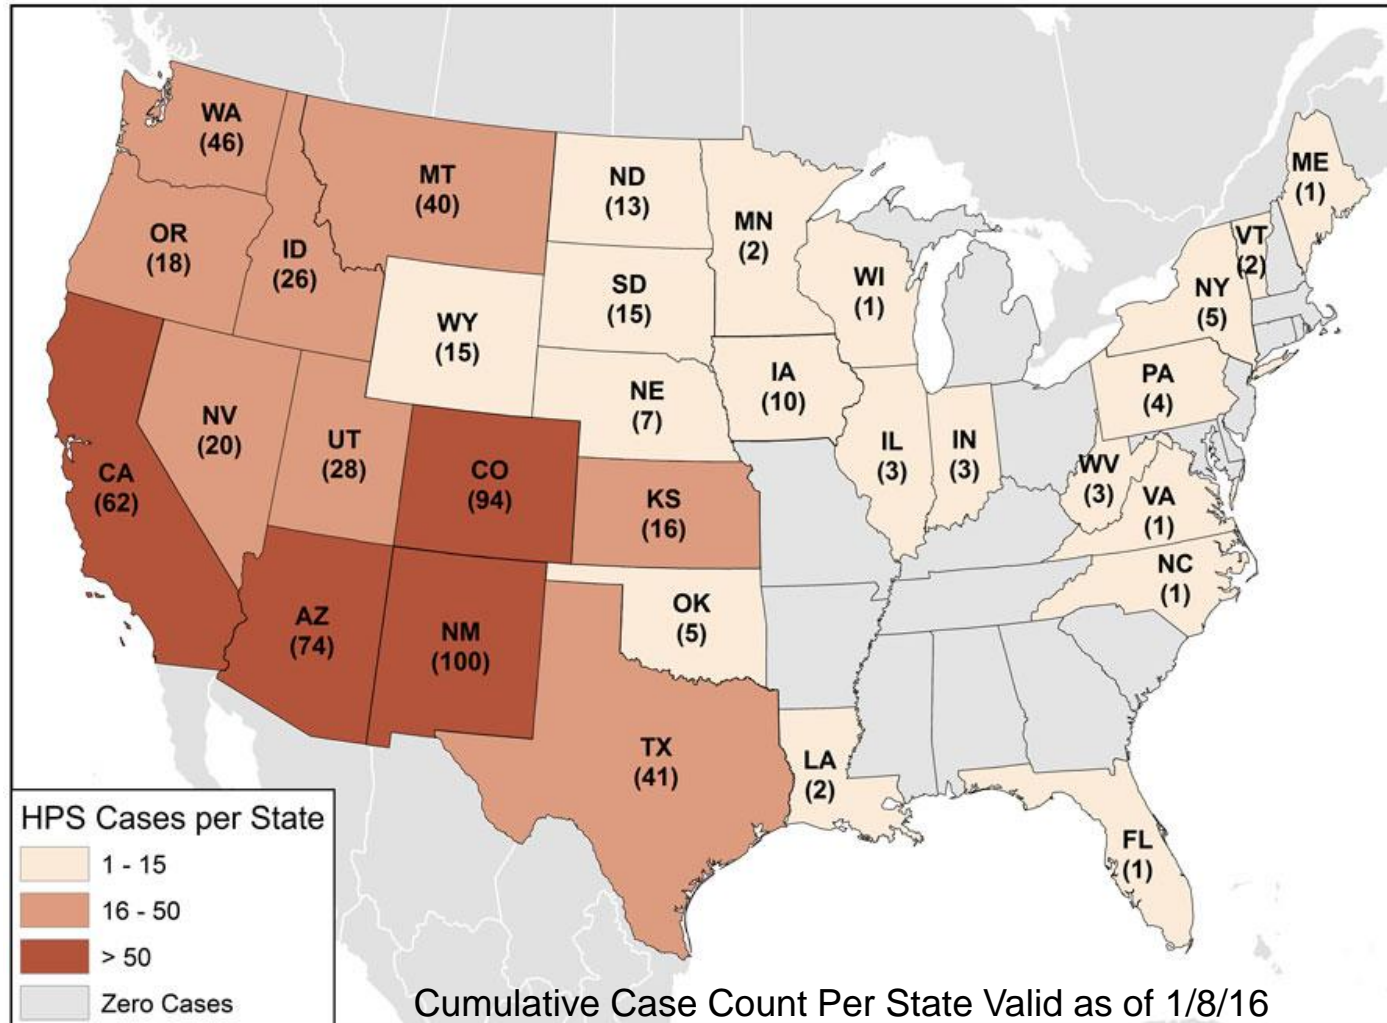 WA
(46)
MT
(40)
ND
(13)
MN
(2)
ME
(1)
OR
(18)
ID
(26)
SD
(15)
WI
(1)
VT
(2)
NY
(5)
WY
(15)
NE
(7)
IA
(10)
PA
(4)
NV
(20)
UT
(28)
CO
(94)
KS
(16)
IL
(3)
IN
(3)
WV
(3)
VA
(1)
CA
(62)
NC
(1)
AZ
(74)
NM
(100)
OK
(5)
TX
(41)
LA
(2)
FL
(1)
HPS Cases per State
1 - 15
16 - 50
> 50
Zero Cases
Cumulative Case Count Per State Valid as of 1/8/16